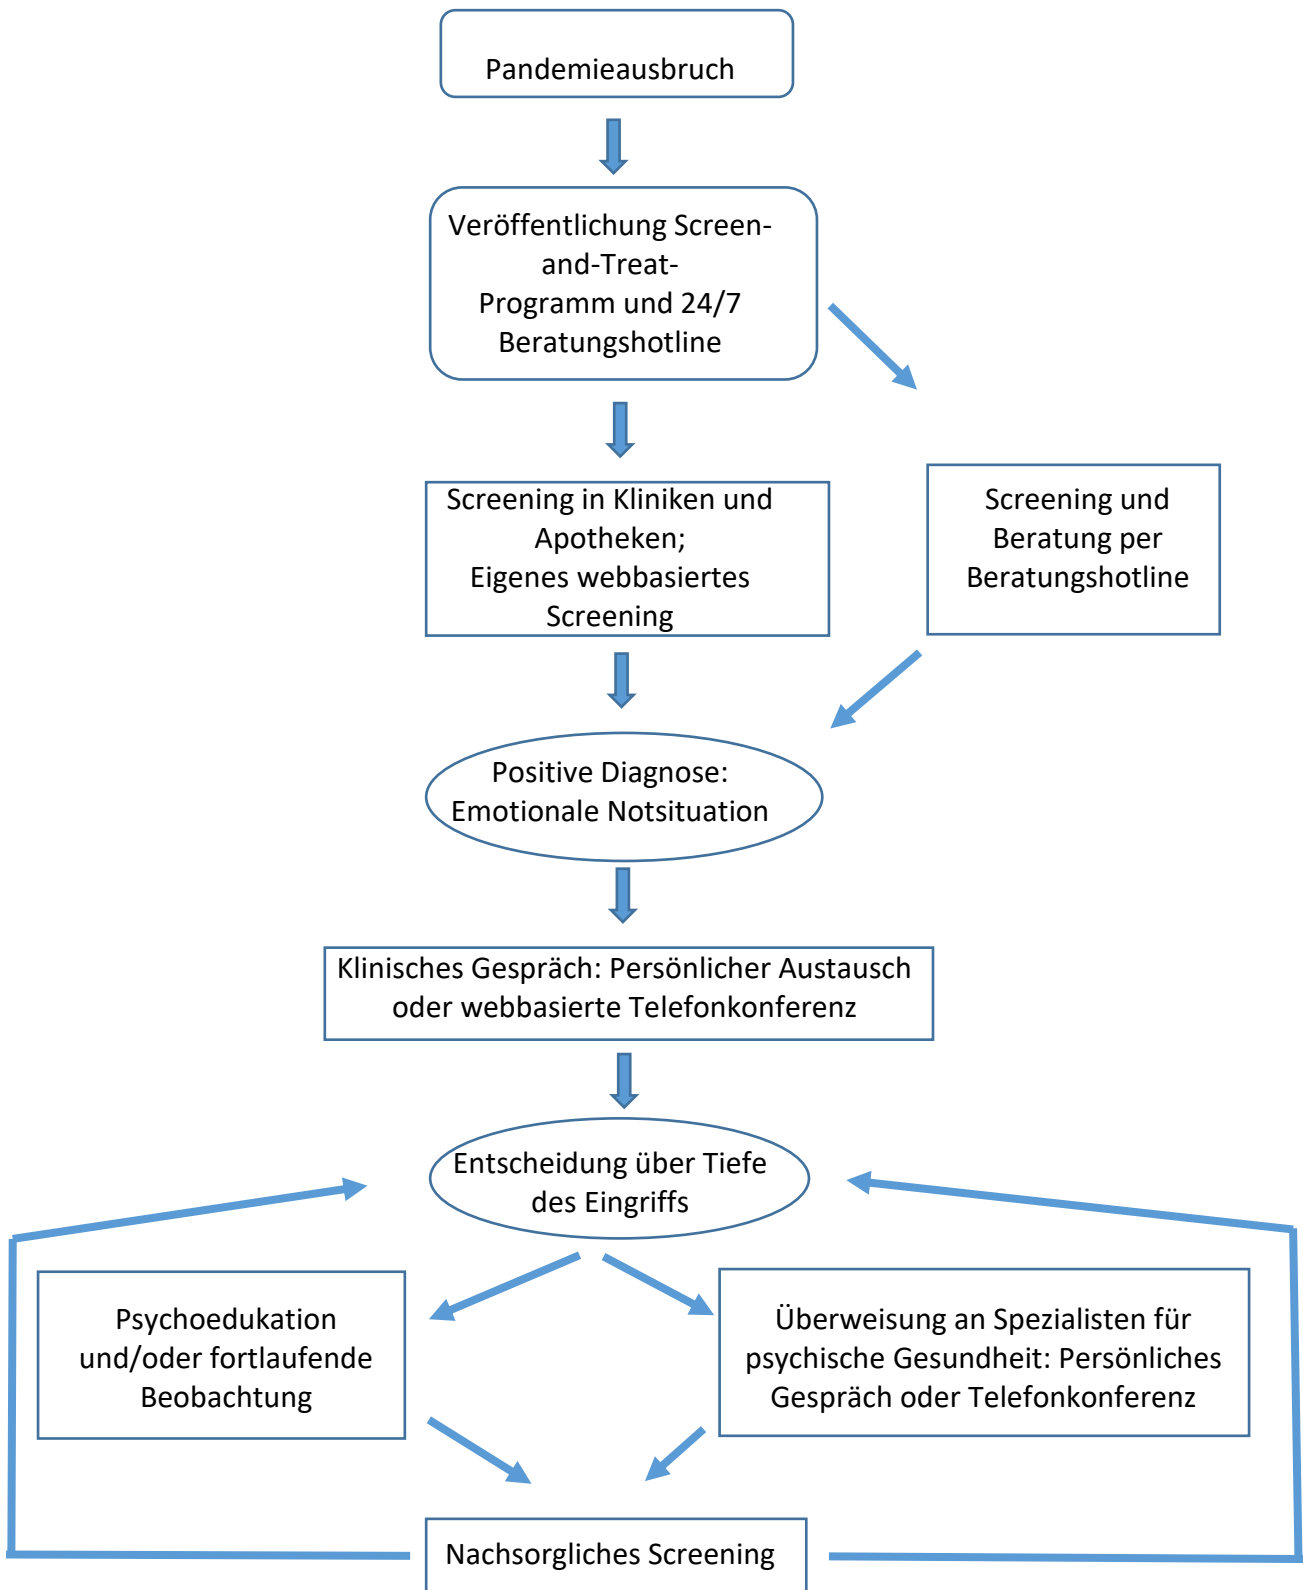 Pandemieausbruch
Veröffentlichung Screen-
and-Treat-
Programm und 24/7
Beratungshotline
Screening in Kliniken und
Apotheken;
Eigenes webbasiertes
Screening
Screening und
Beratung per
Beratungshotline
Positive Diagnose:
Emotionale Notsituation
Klinisches Gespräch: Persönlicher Austausch
oder webbasierte Telefonkonferenz
Entscheidung über Tiefe
des Eingriffs
Psychoedukation
und/oder fortlaufende
Beobachtung
Überweisung an Spezialisten für
psychische Gesundheit: Persönliches
Gespräch oder Telefonkonferenz
Nachsorgliches Screening